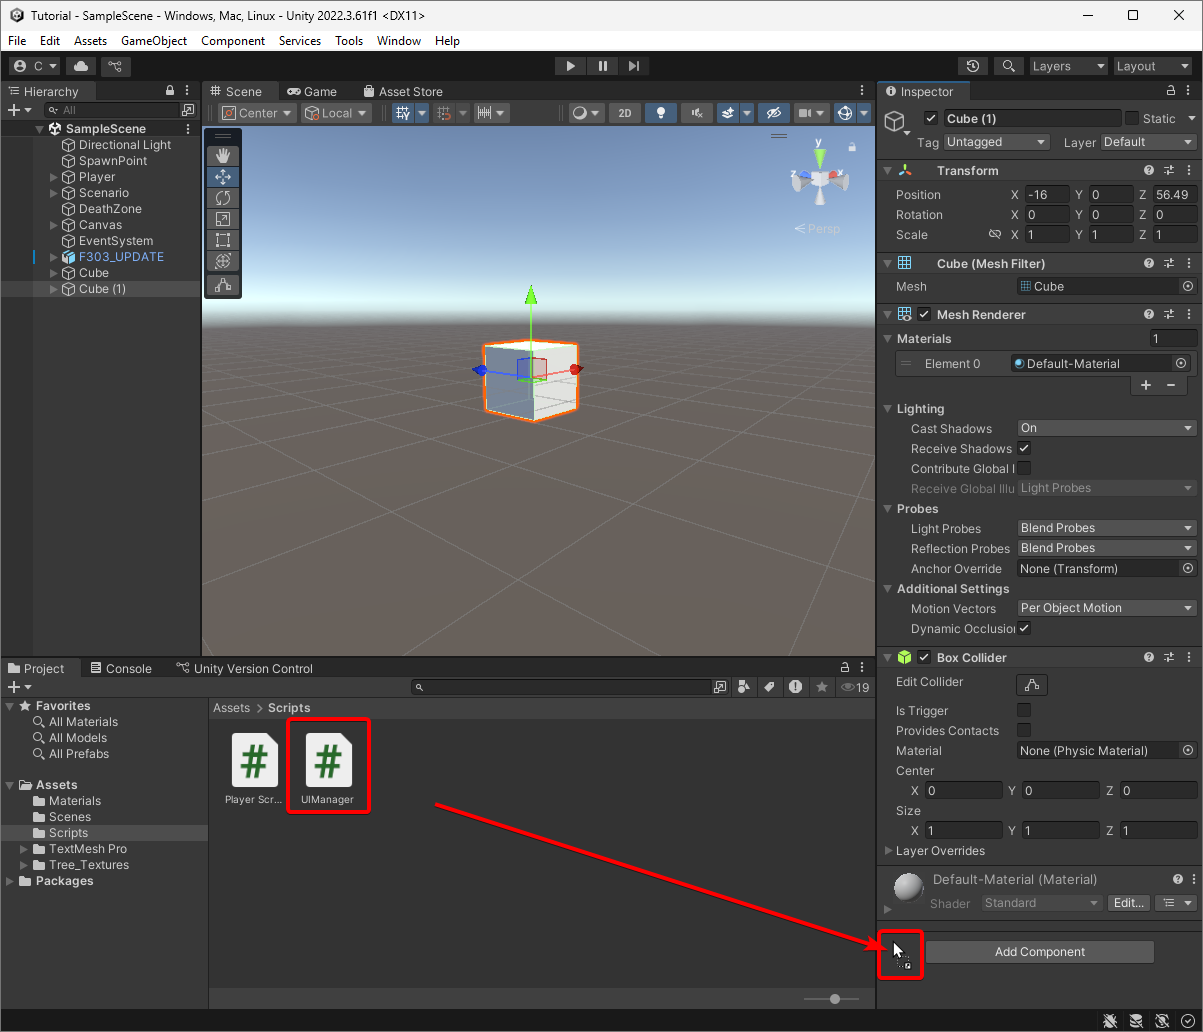 Tutorial - SampleScene - Windows, Mac, Linux - Unity 2022.3.61f1 <DX11>
File Edit Assets GameObject Component Services Tools Window Help
C Layers Layout
Hierarchy
All
SampleScene
Directional Light
SpawnPoint
Player
Scenario
DeathZone
Canvas
EventSystem
F303_UPDATE
Cube
Cube (1)
Scene Game Asset Store
Center Local 2D
y
z x
Persp
Inspector
Cube (1) Static
Tag Untagged Layer Default
Transform
Position X -16 Y 0 Z 56.49
Rotation X 0 Y 0 Z 0
Scale X 1 Y 1 Z 1
Cube (Mesh Filter)
Mesh Cube
Mesh Renderer
Materials 1
Element 0 Default-Material
+ −
Lighting
Cast Shadows On
Receive Shadows
Contribute Global I
Receive Global Illu Light Probes
Probes
Light Probes Blend Probes
Reflection Probes Blend Probes
Anchor Override None (Transform)
Additional Settings
Motion Vectors Per Object Motion
Dynamic Occlusion
Box Collider
Edit Collider
Is Trigger
Provides Contacts
Material None (Physic Material)
Center
X 0 Y 0 Z 0
Size
X 1 Y 1 Z 1
Layer Overrides
Default-Material (Material)
Shader Standard Edit...
Add Component
Project Console Unity Version Control
19
Favorites
All Materials
All Models
All Prefabs
Assets
Materials
Scenes
Scripts
TextMesh Pro
Tree_Textures
Packages
Assets > Scripts
# #
Player Scr... UIManager